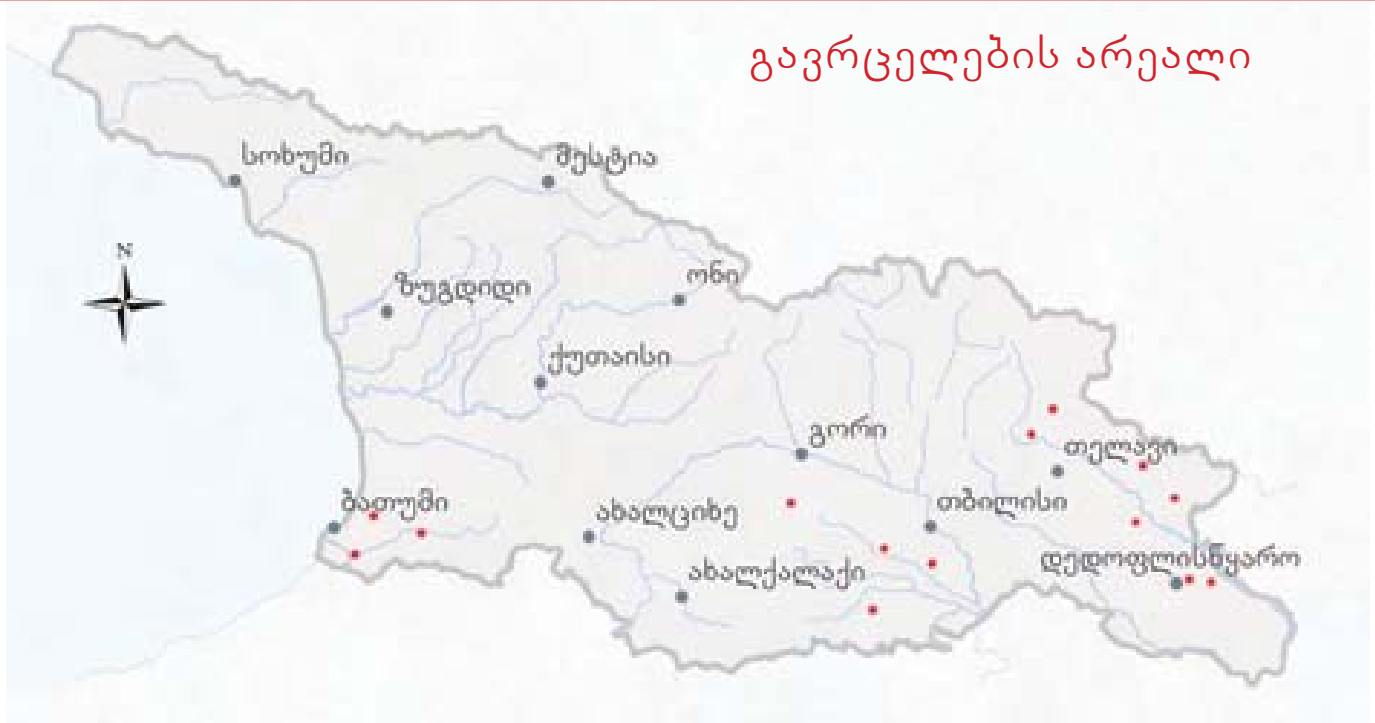 გავრცელების არეალი
სოხუმი
მესტია
N
ზუგდიდი
ონი
ქუთაისი
გორი
თელავი
ბათუმი
ახალციხე
თბილისი
ახალქალაქი
დედოფლისწყარო